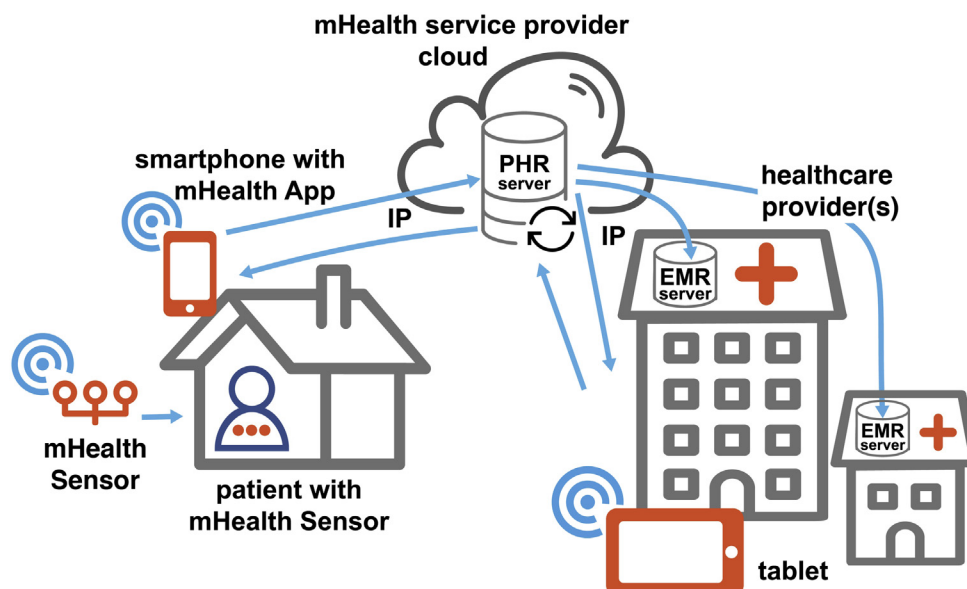 mHealth service provider
cloud
PHR
server
smartphone with
mHealth App
healthcare
provider(s)
IP
IP
EMR
server
EMR
server
mHealth
Sensor
patient with
mHealth Sensor
tablet